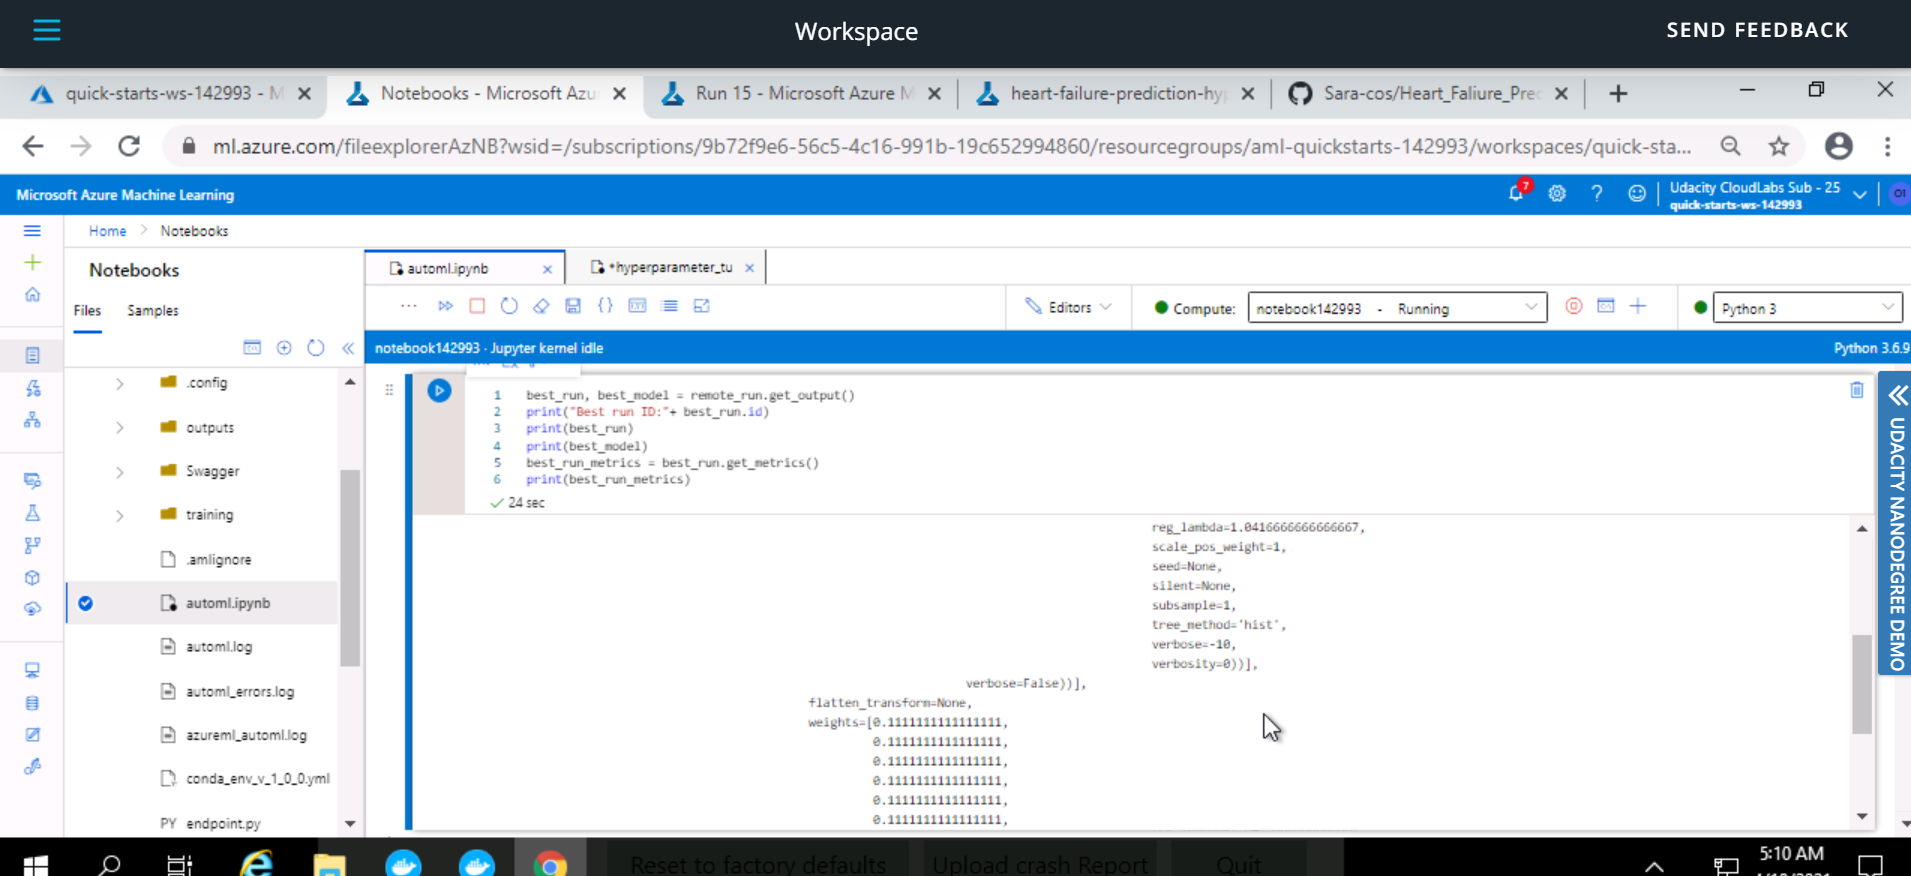 Workspace
SEND FEEDBACK
quick-starts-ws-142993 - M
Notebooks - Microsoft Azu
Run 15 - Microsoft Azure M
heart-failure-prediction-hyp
Sara-cos/Heart_Faliure_Prec
ml.azure.com/fileexplorerAzNB?wsid=/subscriptions/9b72f9e6-56c5-4c16-991b-19c652994860/resourcegroups/aml-quickstarts-142993/workspaces/quick-sta...
Microsoft Azure Machine Learning
7
?
Udacity CloudLabs Sub - 25
quick-starts-ws-142993
OI
Home > Notebooks
Notebooks
Files
Samples
automl.ipynb
*hyperparameter_tu
Editors
Compute:
notebook142993 - Running
Python 3
notebook142993 · Jupyter kernel idle
Python 3.6.9
.config
outputs
Swagger
training
.amlignore
automl.ipynb
automl.log
automl_errors.log
azureml_automl.log
conda_env_v_1_0_0.yml
PY endpoint.py
1 best_run, best_model = remote_run.get_output()
2 print("Best run ID:"+ best_run.id)
3 print(best_run)
4 print(best_model)
5 best_run_metrics = best_run.get_metrics()
6 print(best_run_metrics)
24 sec
reg_lambda=1.0416666666666667,
scale_pos_weight=1,
seed=None,
silent=None,
subsample=1,
tree_method='hist',
verbose=-10,
verbosity=0))],
verbose=False))],
flatten_transform=None,
weights=[0.1111111111111111,
0.1111111111111111,
0.1111111111111111,
0.1111111111111111,
0.1111111111111111,
0.1111111111111111,
UDACITY NANODEGREE DEMO
Reset to factory defaults
Upload crash Report
Quit
5:10 AM